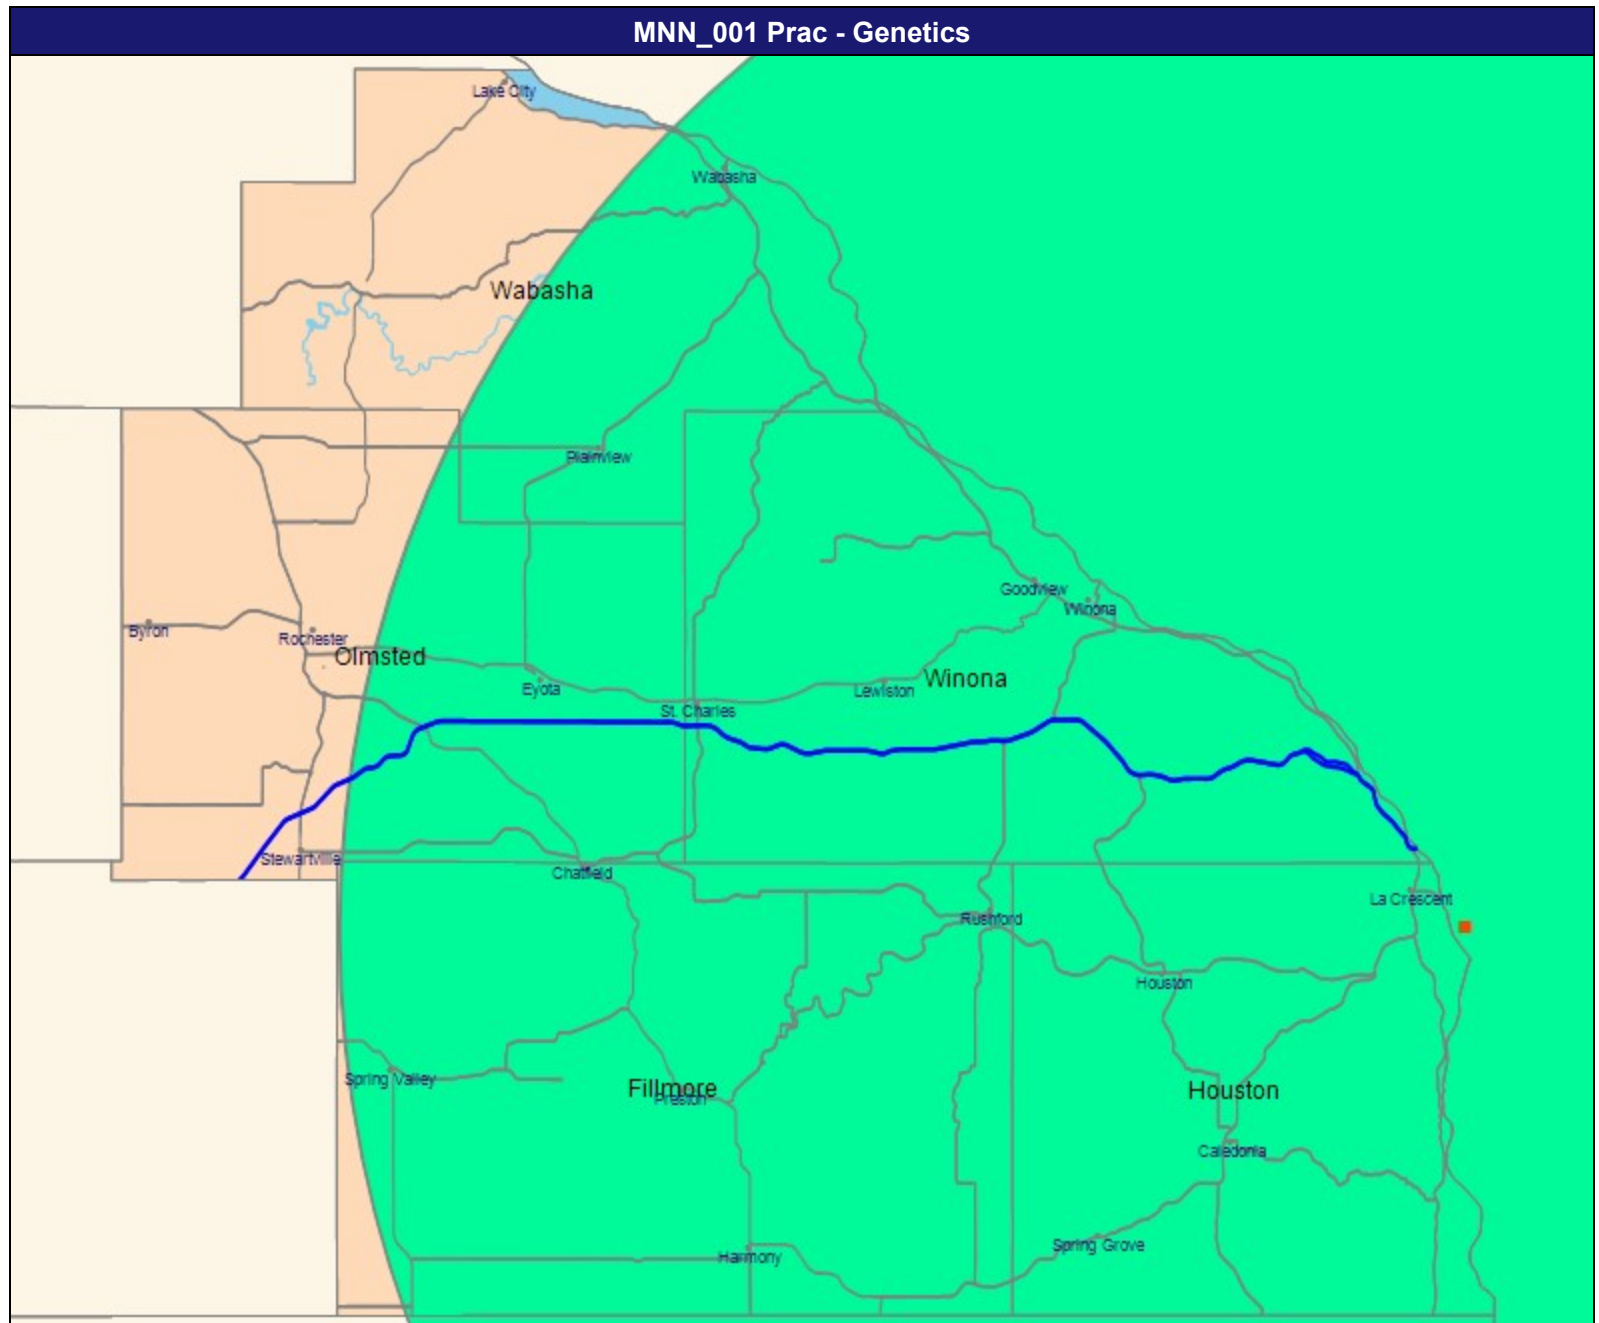 MNN_001 Prac - Genetics
Lake City
Wabasha
Wabasha
Plainview
Goodview
Winona
Byron
Rochester
Olmsted
Eyota
Lewiston
Winona
St. Charles
Stewartville
Chatfield
La Crescent
Rushford
Houston
Spring Valley
Fillmore
Preston
Houston
Caledonia
Harmony
Spring Grove